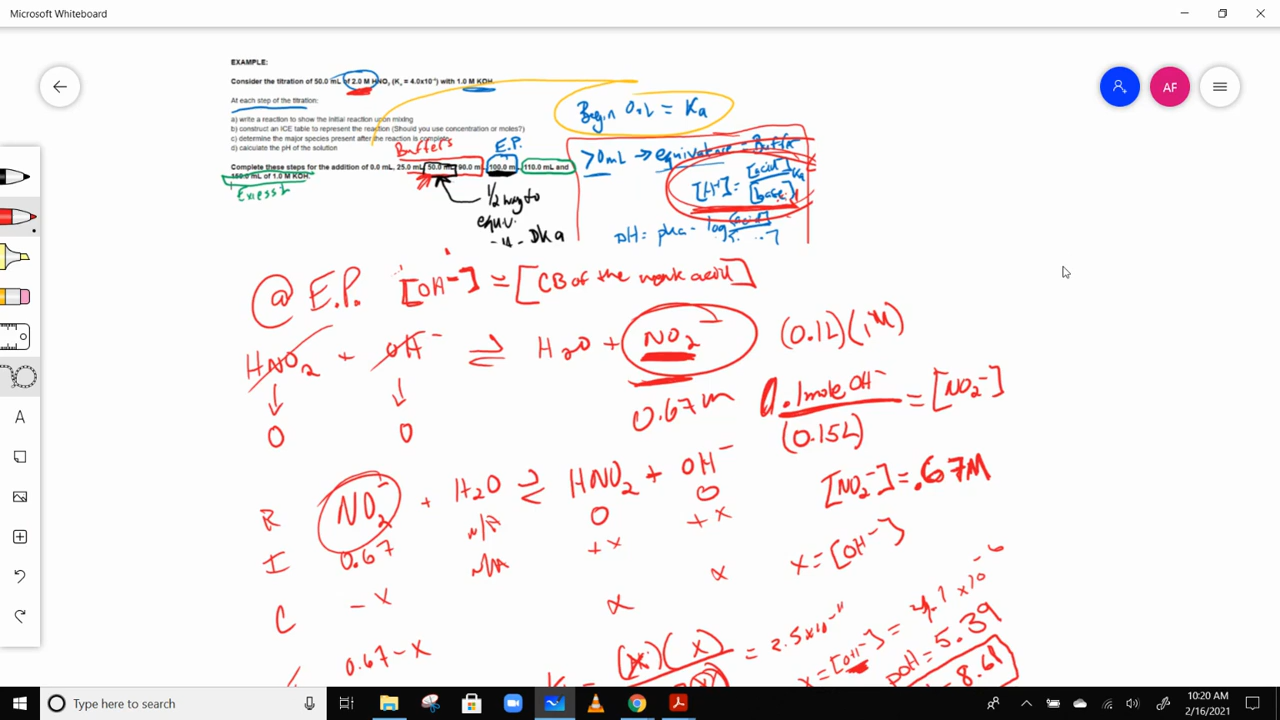 Microsoft Whiteboard
EXAMPLE:
Consider the titration of 50.0 mL of 2.0 M HNO₂ (Kₐ = 4.0x10⁻⁴) with 1.0 M KOH.
At each step of the titration:
a) write a reaction to show the initial reaction upon mixing
b) construct an ICE table to represent the reaction (Should you use concentration or moles?)
c) determine the major species present after the reaction is complete
d) calculate the pH of the solution
Complete these steps for the addition of 0.0 mL, 25.0 mL, 50.0 mL, 90.0 mL, 100.0 mL, 110.0 mL and
150.0 mL of 1.0 M KOH.
Begin 0mL = Ka
Buffers
E.P.
Excess
1/2 way to
equiv.
>0mL → equivalence = Buffer
[H⁺] = [acid]/[base] Ka
pH = pka - log [acid]
AF
@ E.P. [OH⁻] = [CB of the weak acid]
HNO₂ + OH⁻ ⇌ H₂O + NO₂⁻
(0.1L)(1M)
0 0
0.67m
0.1mole OH⁻/(0.15L) = [NO₂⁻]
[NO₂⁻] = .67M
R NO₂⁻ + H₂O ⇌ HNO₂ + OH⁻
I 0.67 N/A 0 0
C -x N/A +x +x
0.67-x x x
x = [OH⁻]
(x)(x) = 2.5x10⁻¹¹
x = [OH⁻] =
pOH = 5.39
8.61
A
Type here to search
10:20 AM
2/16/2021